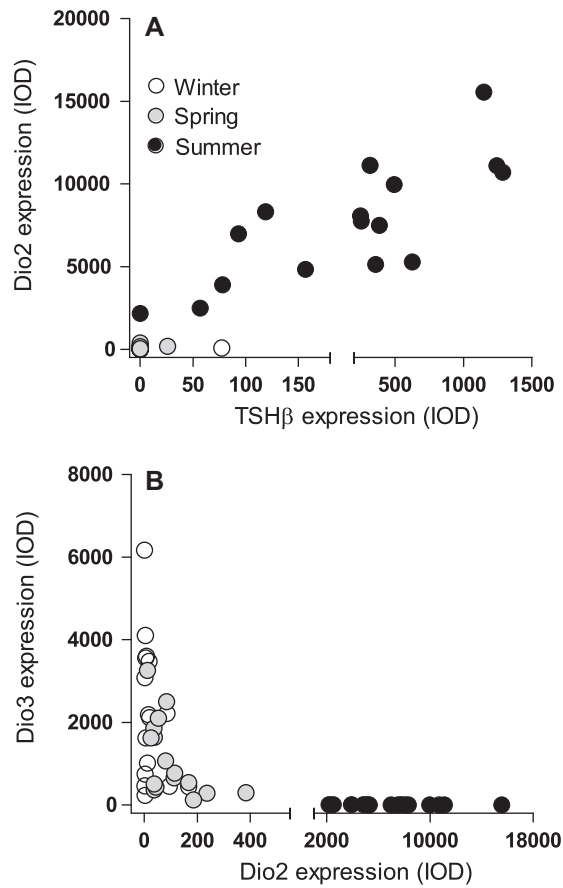 A
20000
15000
10000
5000
0
Dio2 expression (IOD)
Winter
Spring
Summer
0 50 100 150 500 1000 1500
TSHβ expression (IOD)
B
8000
6000
4000
2000
0
Dio3 expression (IOD)
0 200 400 2000 10000 18000
Dio2 expression (IOD)